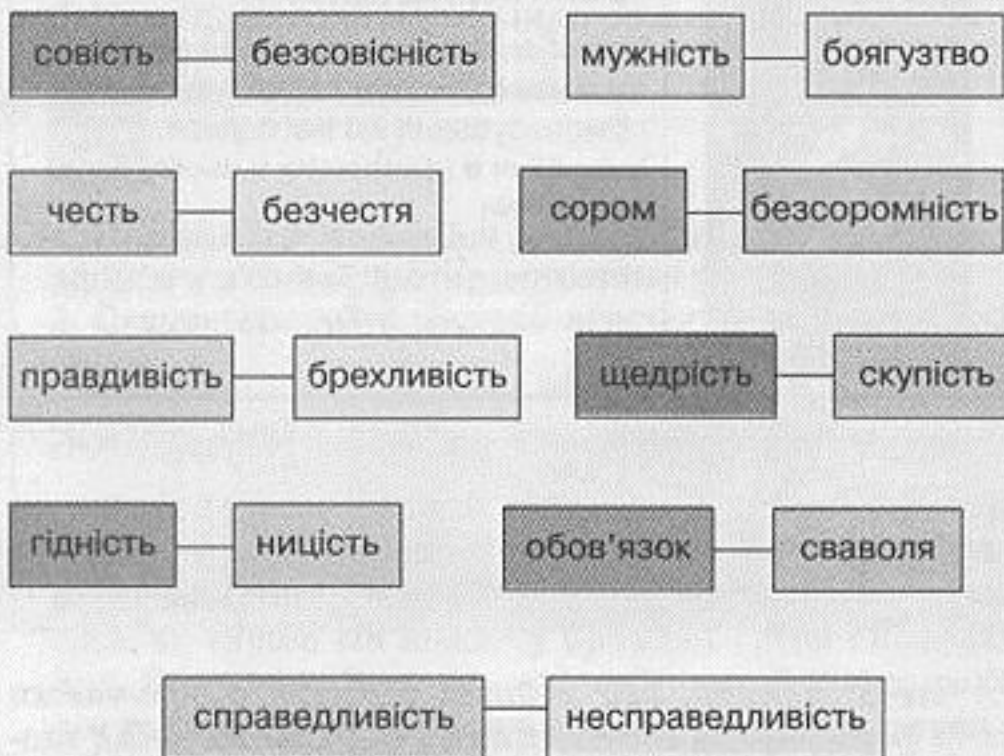 совість безсовісність мужність боягузтво
честь безчестя сором безсоромність
правдивість брехливість щедрість скупість
гідність ницість обов'язок сваволя
справедливість несправедливість